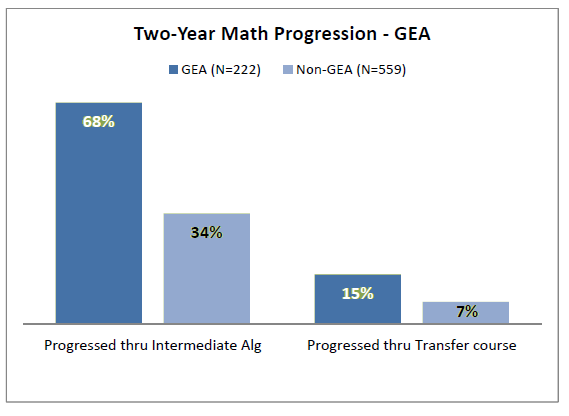 Two-Year Math Progression - GEA
GEA (N=222) Non-GEA (N=559)
68%
34%
15%
7%
Progressed thru Intermediate Alg Progressed thru Transfer course